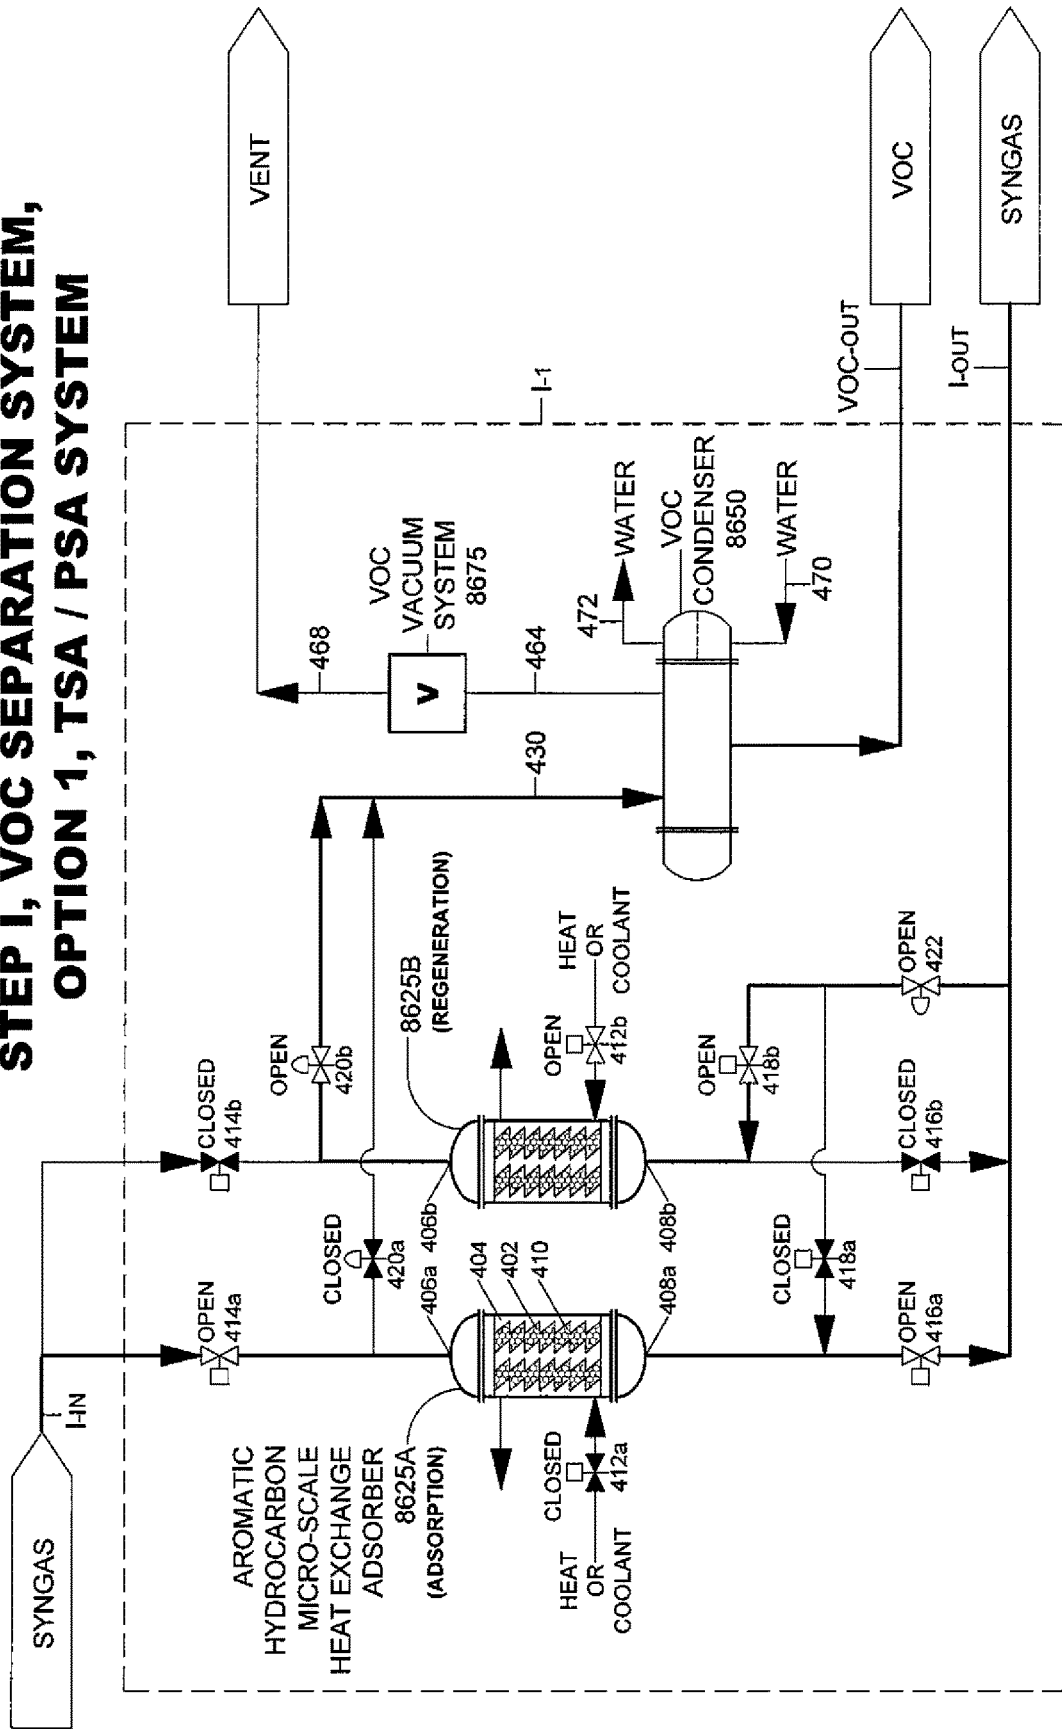 STEP I, VOC SEPARATION SYSTEM,
OPTION 1, TSA / PSA SYSTEM
SYNGAS
I-IN
VENT
VOC
SYNGAS
VOC-OUT
I-OUT
I-1
OPEN
414a
CLOSED
414b
CLOSED
420a
OPEN
420b
468
VOC
VACUUM
SYSTEM
8675
V
464
430
472
WATER
VOC
CONDENSER
8650
WATER
470
AROMATIC
HYDROCARBON
MICRO-SCALE
HEAT EXCHANGE
ADSORBER
8625A
(ADSORPTION)
406a
404
402
410
408a
406b
408b
8625B
(REGENERATION)
CLOSED
412a
HEAT
OR
COOLANT
OPEN
412b
HEAT
OR
COOLANT
CLOSED
418a
OPEN
418b
OPEN
416a
CLOSED
416b
OPEN
422